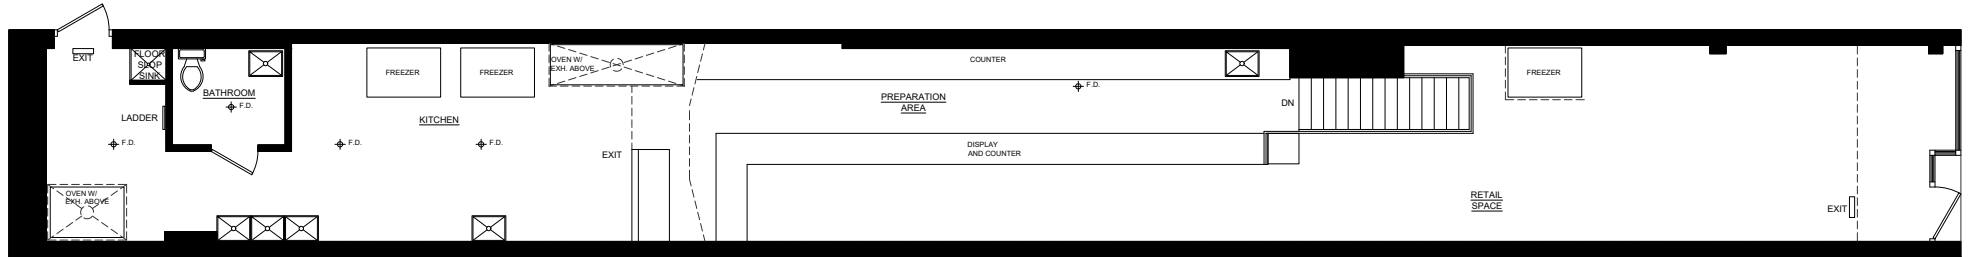 EXIT
FLOOR
SLOP
SINK
BATHROOM
F.D.
LADDER
F.D.
OVEN W/
EXH. ABOVE
FREEZER
FREEZER
KITCHEN
F.D.
F.D.
OVEN W/
EXH. ABOVE
EXIT
COUNTER
PREPARATION
AREA
F.D.
DISPLAY
AND COUNTER
DN
FREEZER
RETAIL
SPACE
EXIT